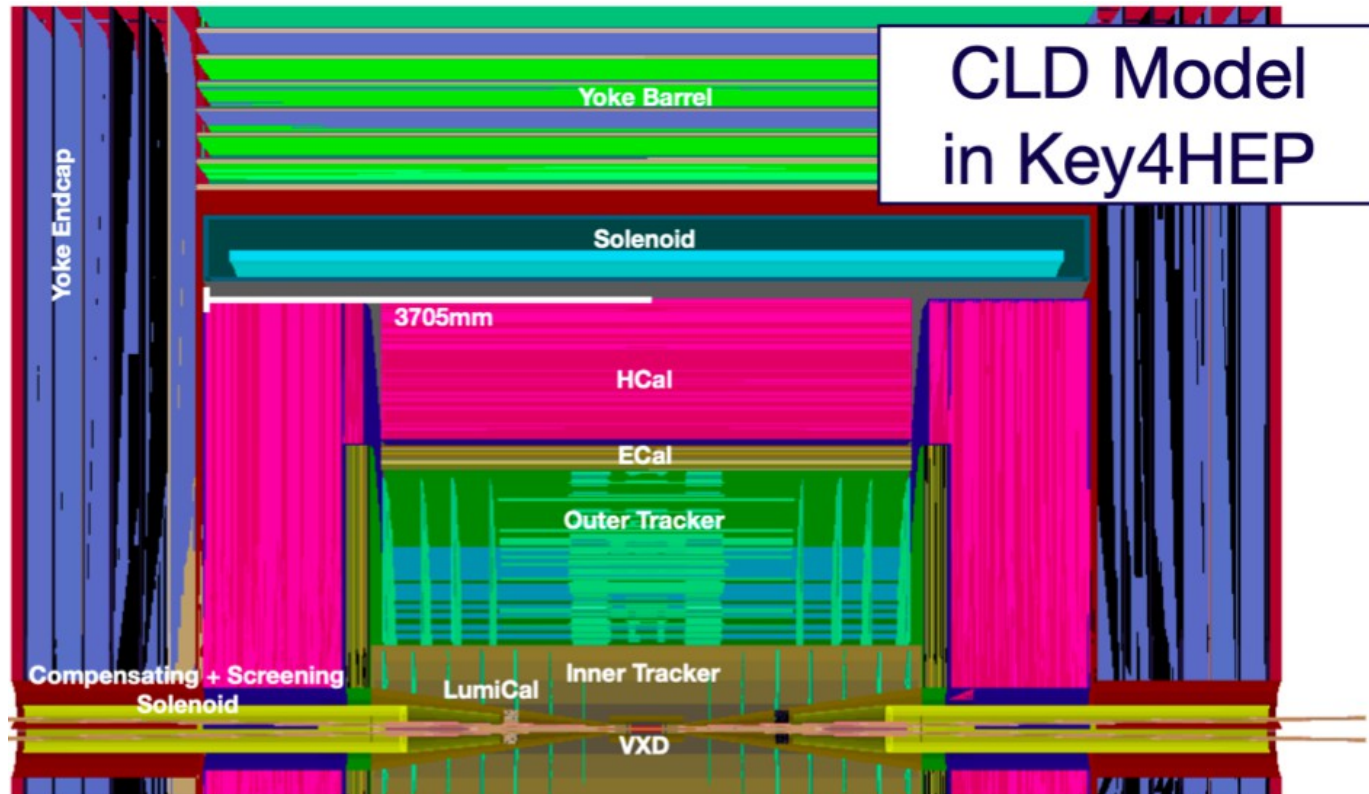 CLD Model
in Key4HEP
Yoke Barrel
Yoke Endcap
Solenoid
3705mm
HCal
ECal
Outer Tracker
Inner Tracker
Compensating + Screening
Solenoid
LumiCal
VXD